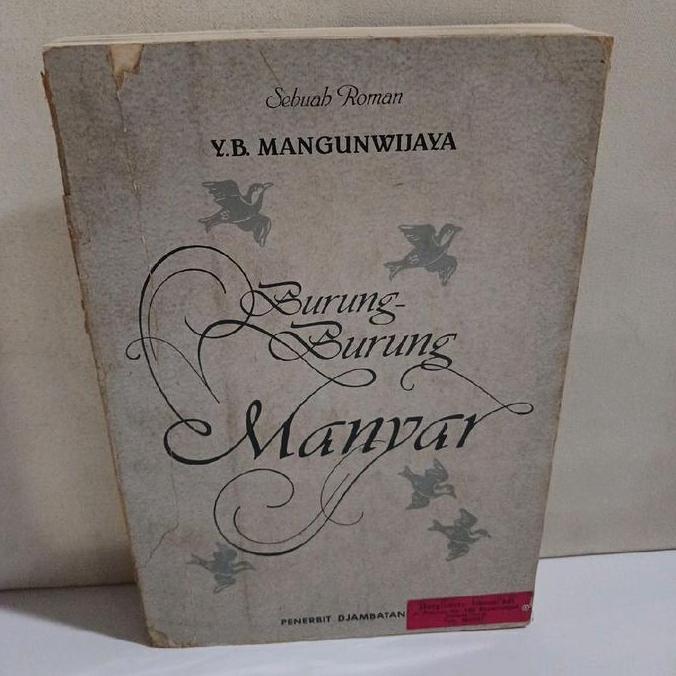 Sebuah Roman
Y.B. MANGUNWIJAYA
Burung-
Burung
Manyar
PENERBIT DJAMBATAN